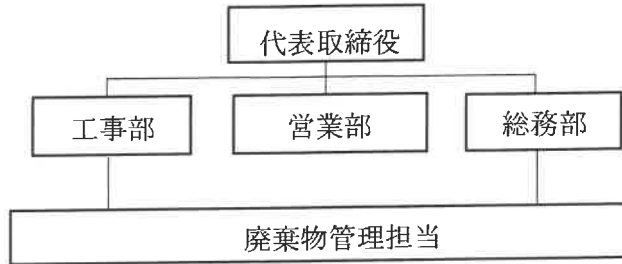 代表取締役
工事部
営業部
総務部
廃棄物管理担当